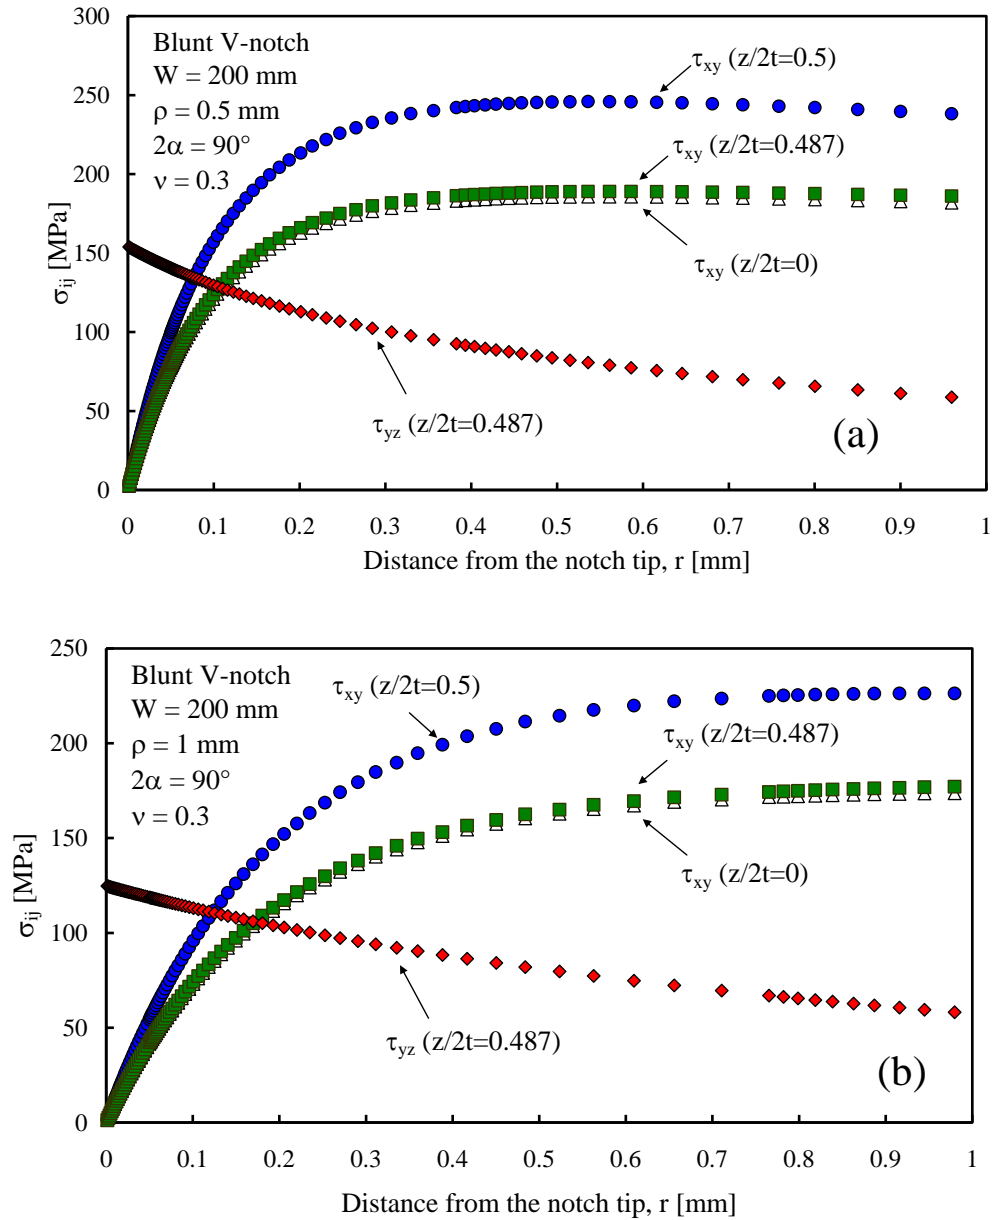 300
250
200
150
100
50
0
σij [MPa]
Blunt V-notch
W = 200 mm
ρ = 0.5 mm
2α = 90°
ν = 0.3
τxy (z/2t=0.5)
τxy (z/2t=0.487)
τxy (z/2t=0)
τyz (z/2t=0.487)
(a)
0 0.1 0.2 0.3 0.4 0.5 0.6 0.7 0.8 0.9 1
Distance from the notch tip, r [mm]
250
200
150
100
50
0
σij [MPa]
Blunt V-notch
W = 200 mm
ρ = 1 mm
2α = 90°
ν = 0.3
τxy (z/2t=0.5)
τxy (z/2t=0.487)
τxy (z/2t=0)
τyz (z/2t=0.487)
(b)
0 0.1 0.2 0.3 0.4 0.5 0.6 0.7 0.8 0.9 1
Distance from the notch tip, r [mm]